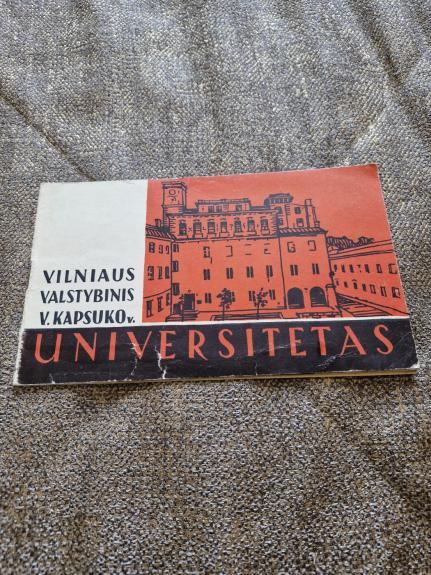 VILNIAUS
VALSTYBINIS
V. KAPSUKO v.
UNIVERSITETAS